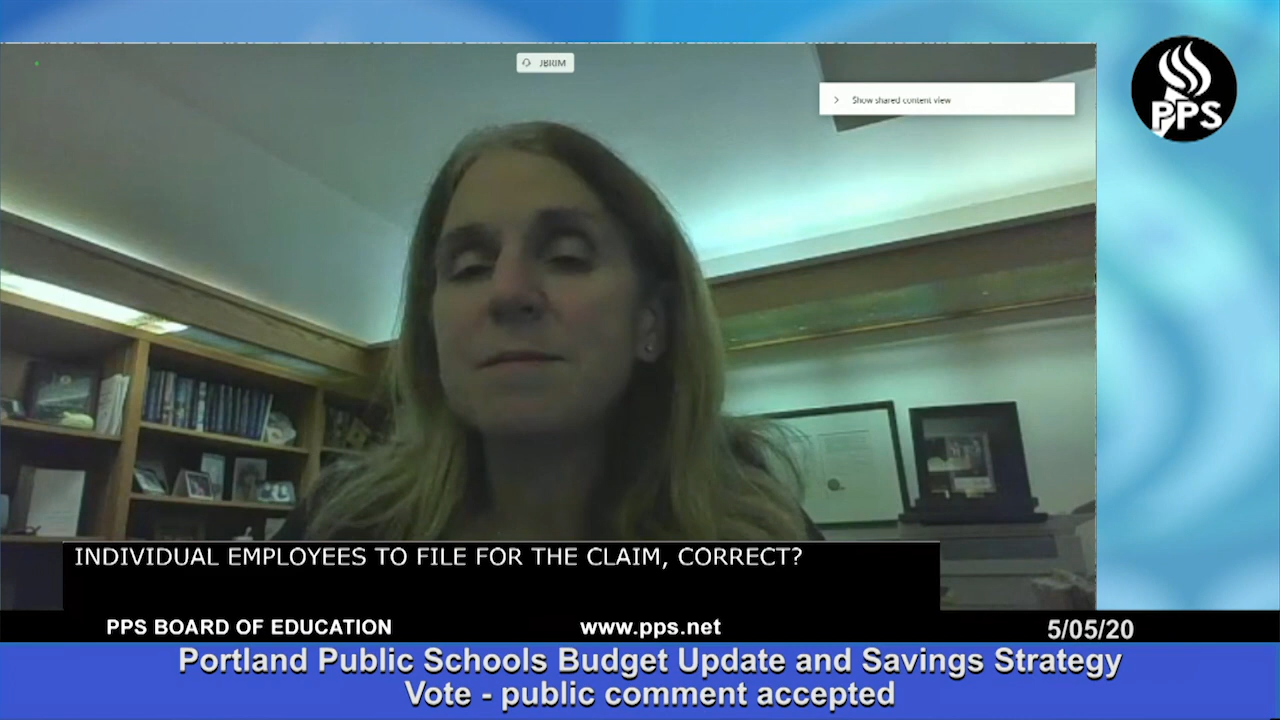 JBRIM
Show shared content view
PPS
INDIVIDUAL EMPLOYEES TO FILE FOR THE CLAIM, CORRECT?
PPS BOARD OF EDUCATION www.pps.net 5/05/20
Portland Public Schools Budget Update and Savings Strategy
Vote - public comment accepted